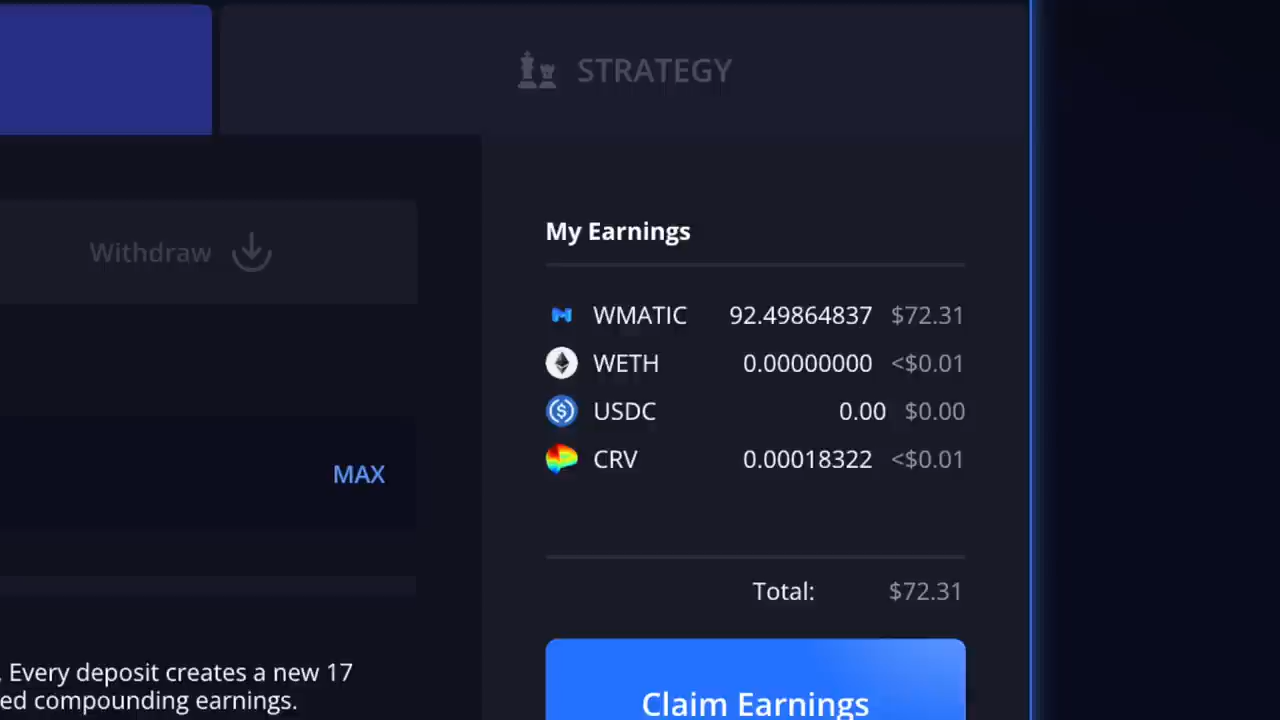 STRATEGY
My Earnings
Withdraw
WMATIC 92.49864837 $72.31
WETH 0.00000000 <$0.01
USDC 0.00 $0.00
CRV 0.00018322 <$0.01
MAX
Total: $72.31
. Every deposit creates a new 17
ed compounding earnings.
Claim Earnings